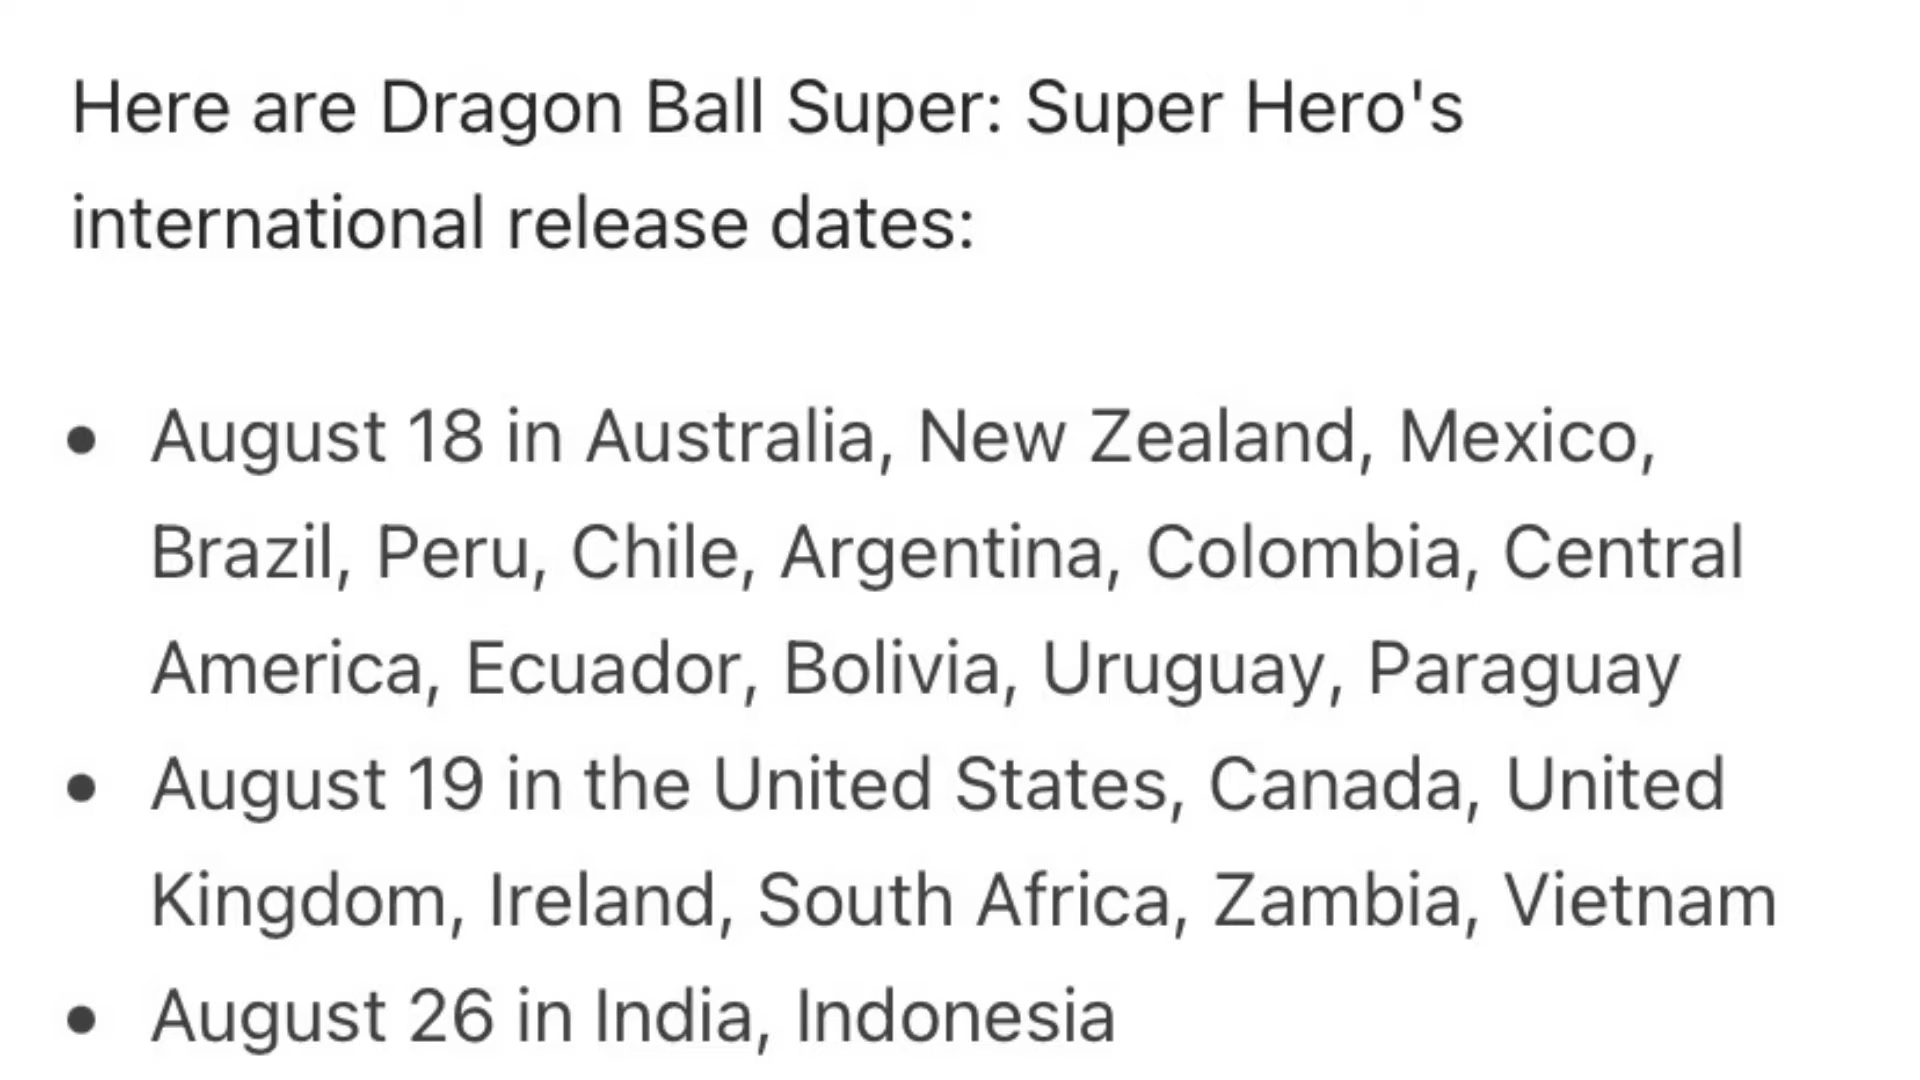 Here are Dragon Ball Super: Super Hero's
international release dates:
• August 18 in Australia, New Zealand, Mexico,
Brazil, Peru, Chile, Argentina, Colombia, Central
America, Ecuador, Bolivia, Uruguay, Paraguay
• August 19 in the United States, Canada, United
Kingdom, Ireland, South Africa, Zambia, Vietnam
• August 26 in India, Indonesia